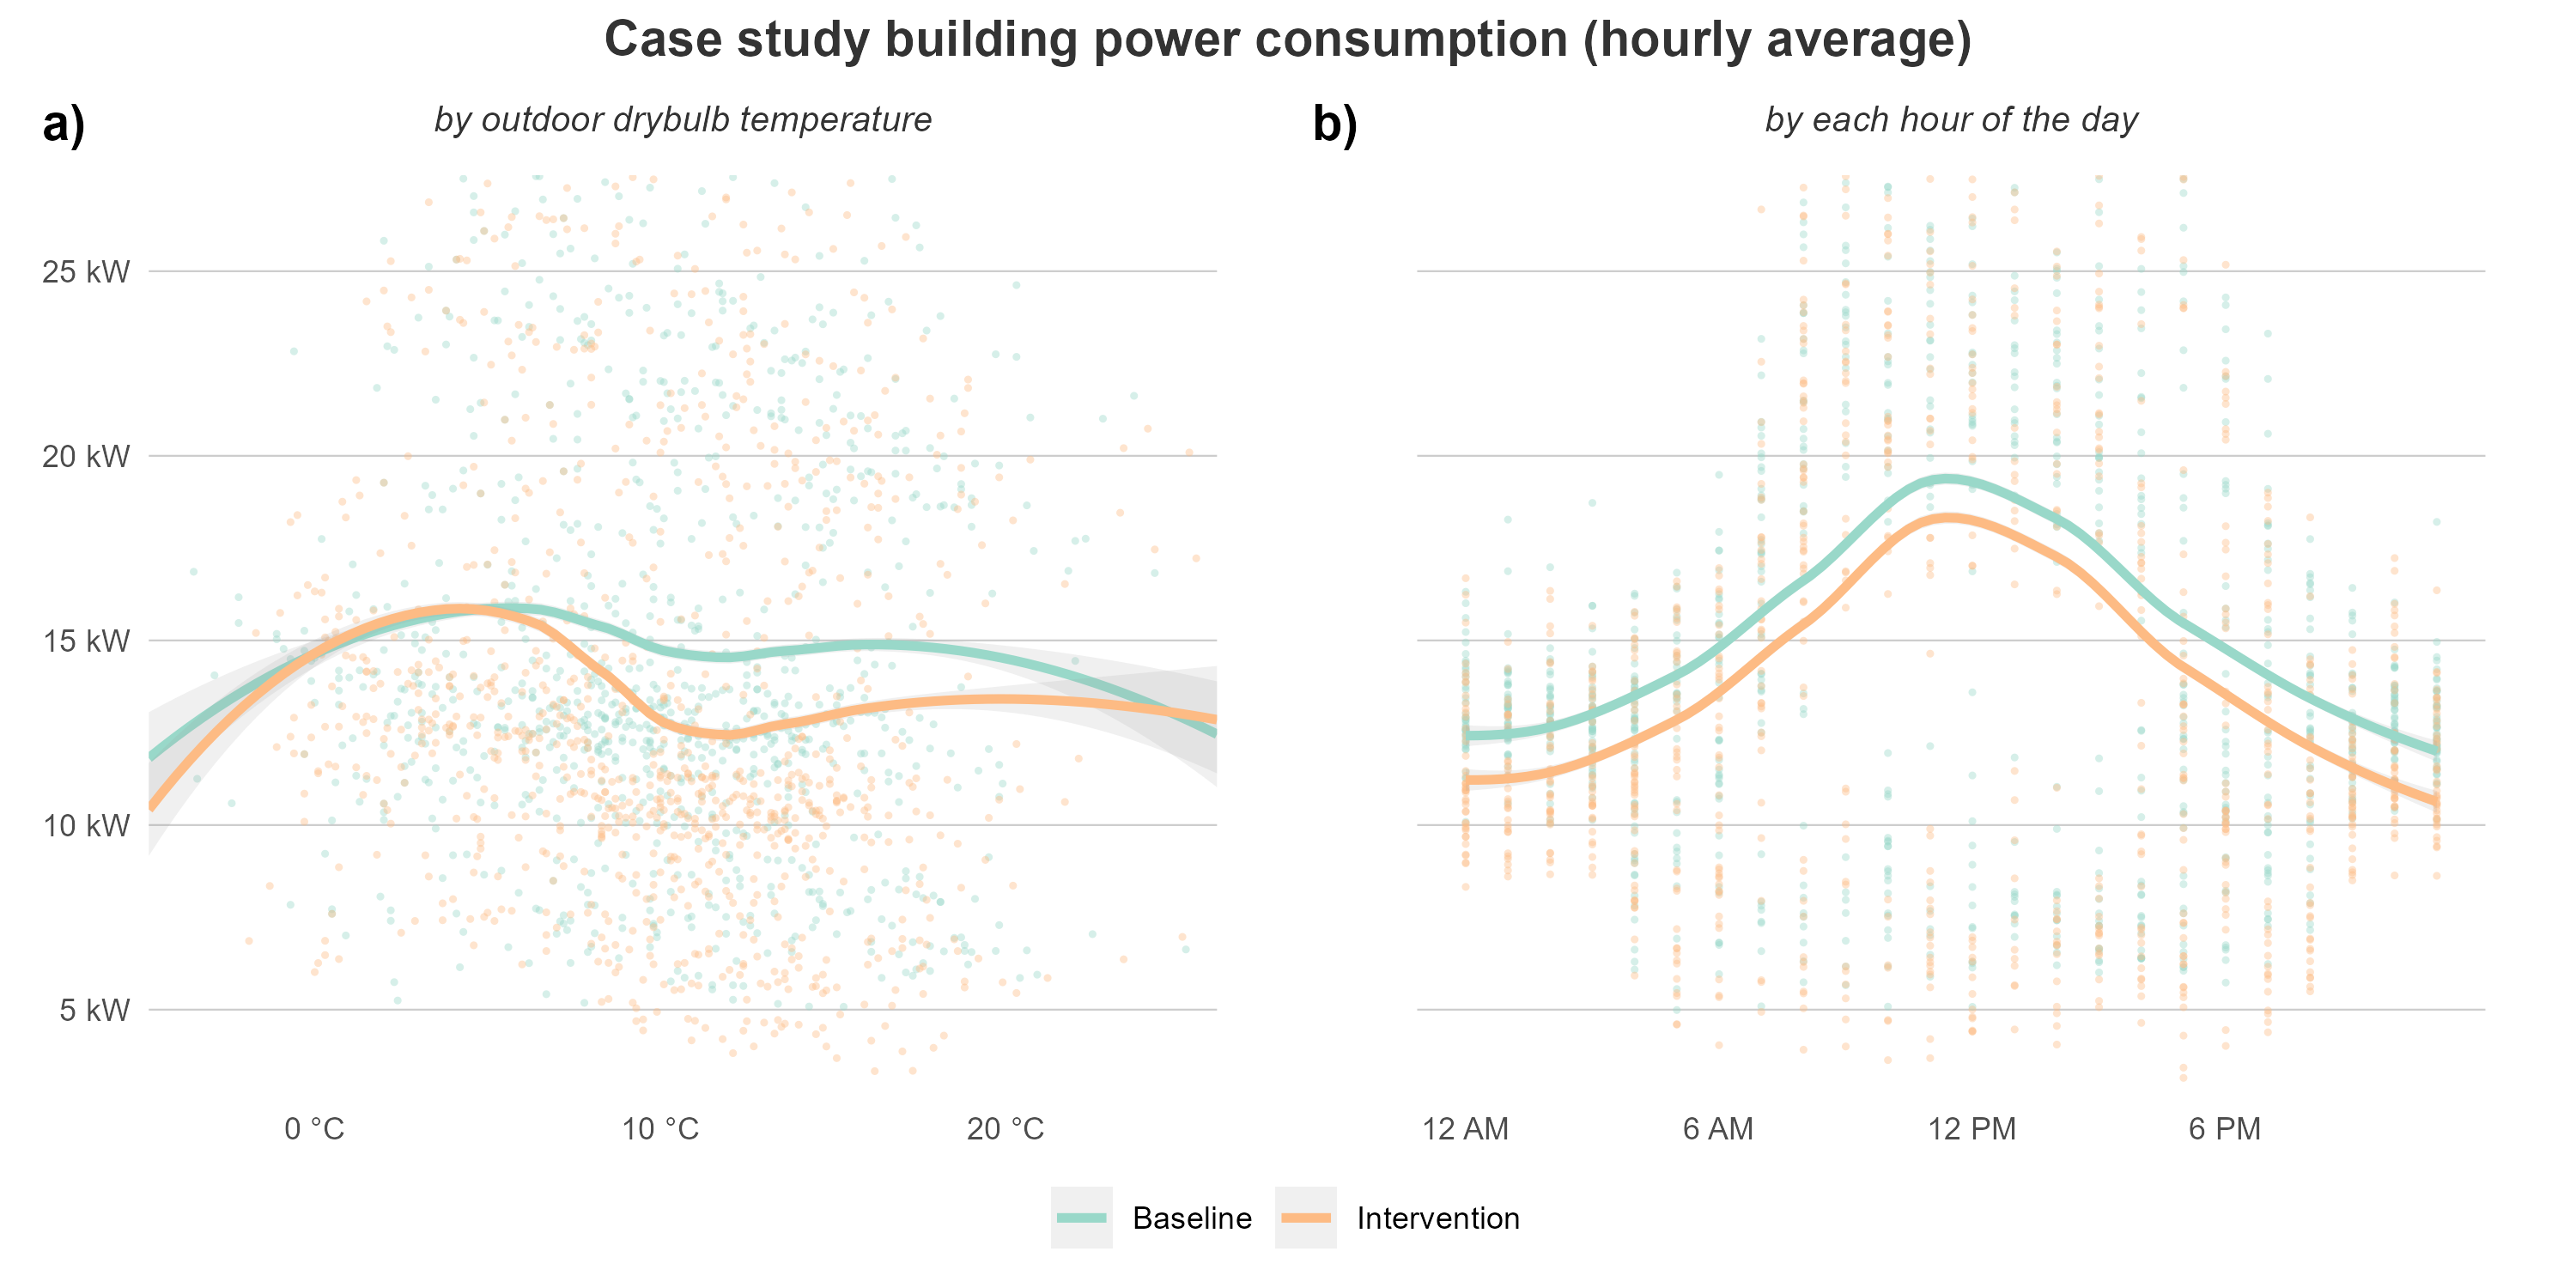 Case study building power consumption (hourly average)
a)
by outdoor drybulb temperature
b)
by each hour of the day
25 kW
20 kW
15 kW
10 kW
5 kW
0 °C
10 °C
20 °C
12 AM
6 AM
12 PM
6 PM
Baseline
Intervention